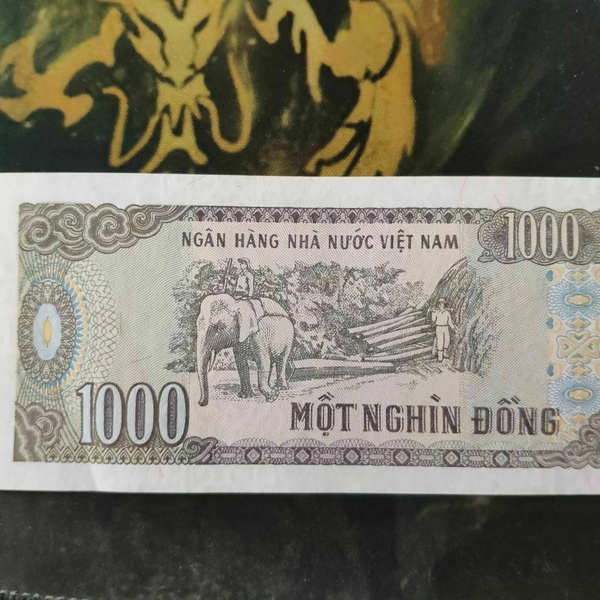 NGÂN HÀNG NHÀ NƯỚC VIỆT NAM
1000
1000
MỘT NGHÌN ĐỒNG